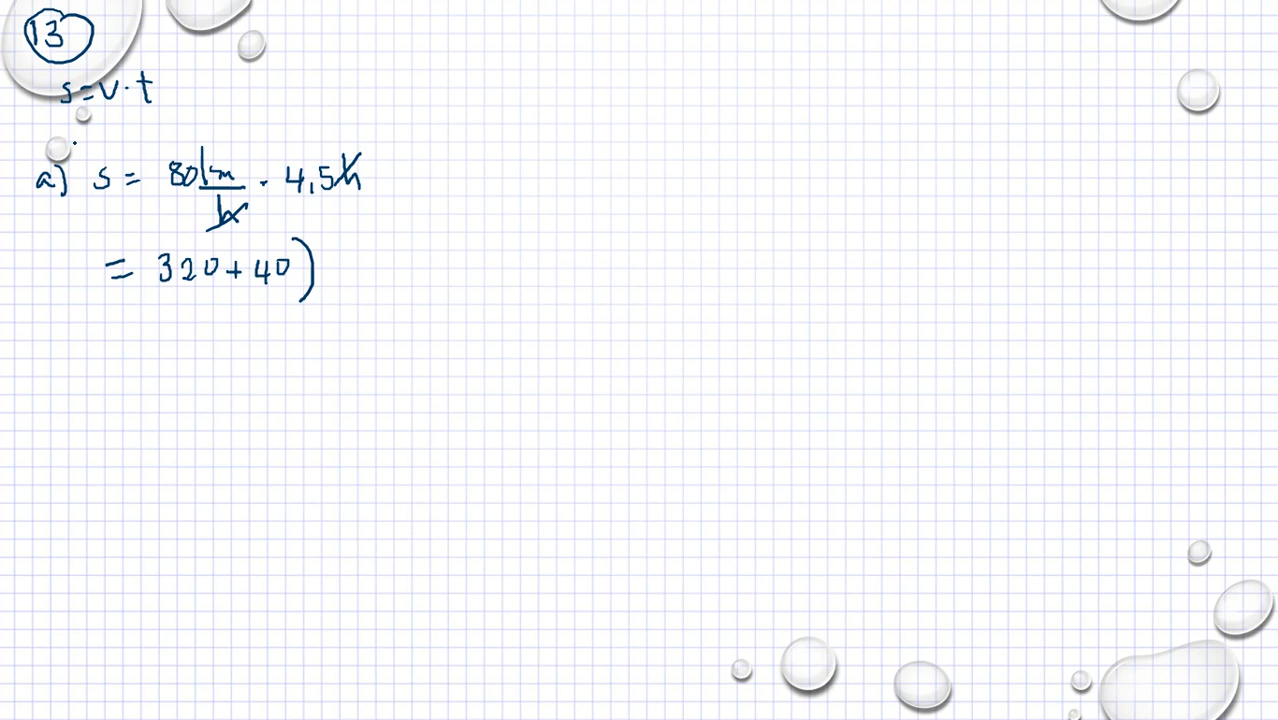 13
s = v · t
a) s = 80 km/h · 4,5 h
= 320 + 40 )